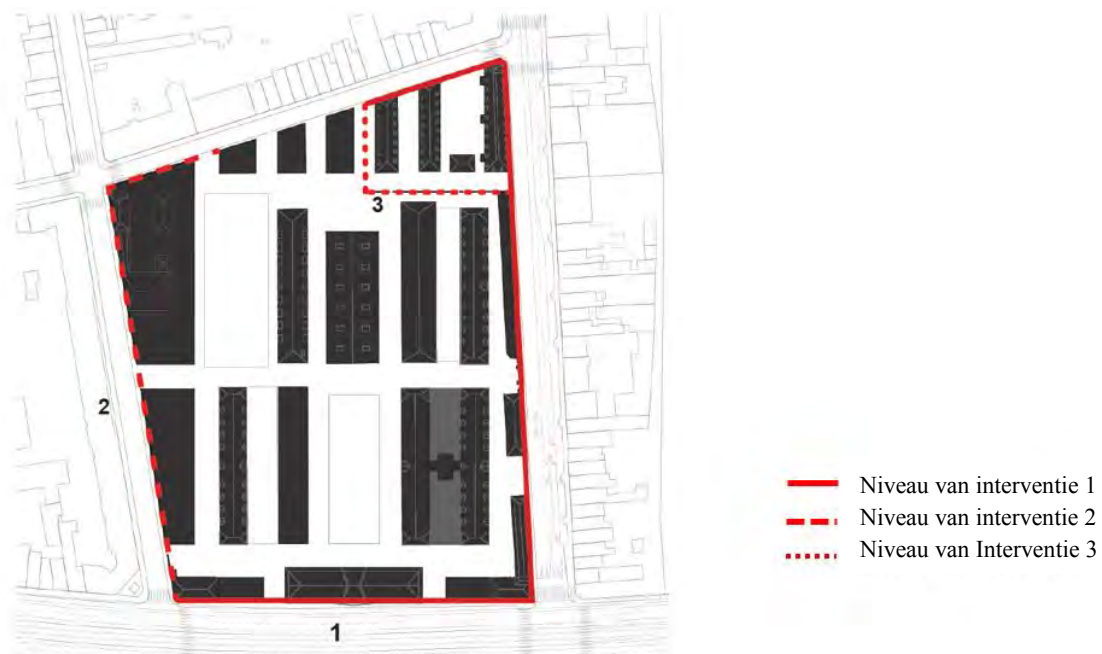 3
2
1
Niveau van interventie 1
Niveau van interventie 2
Niveau van Interventie 3